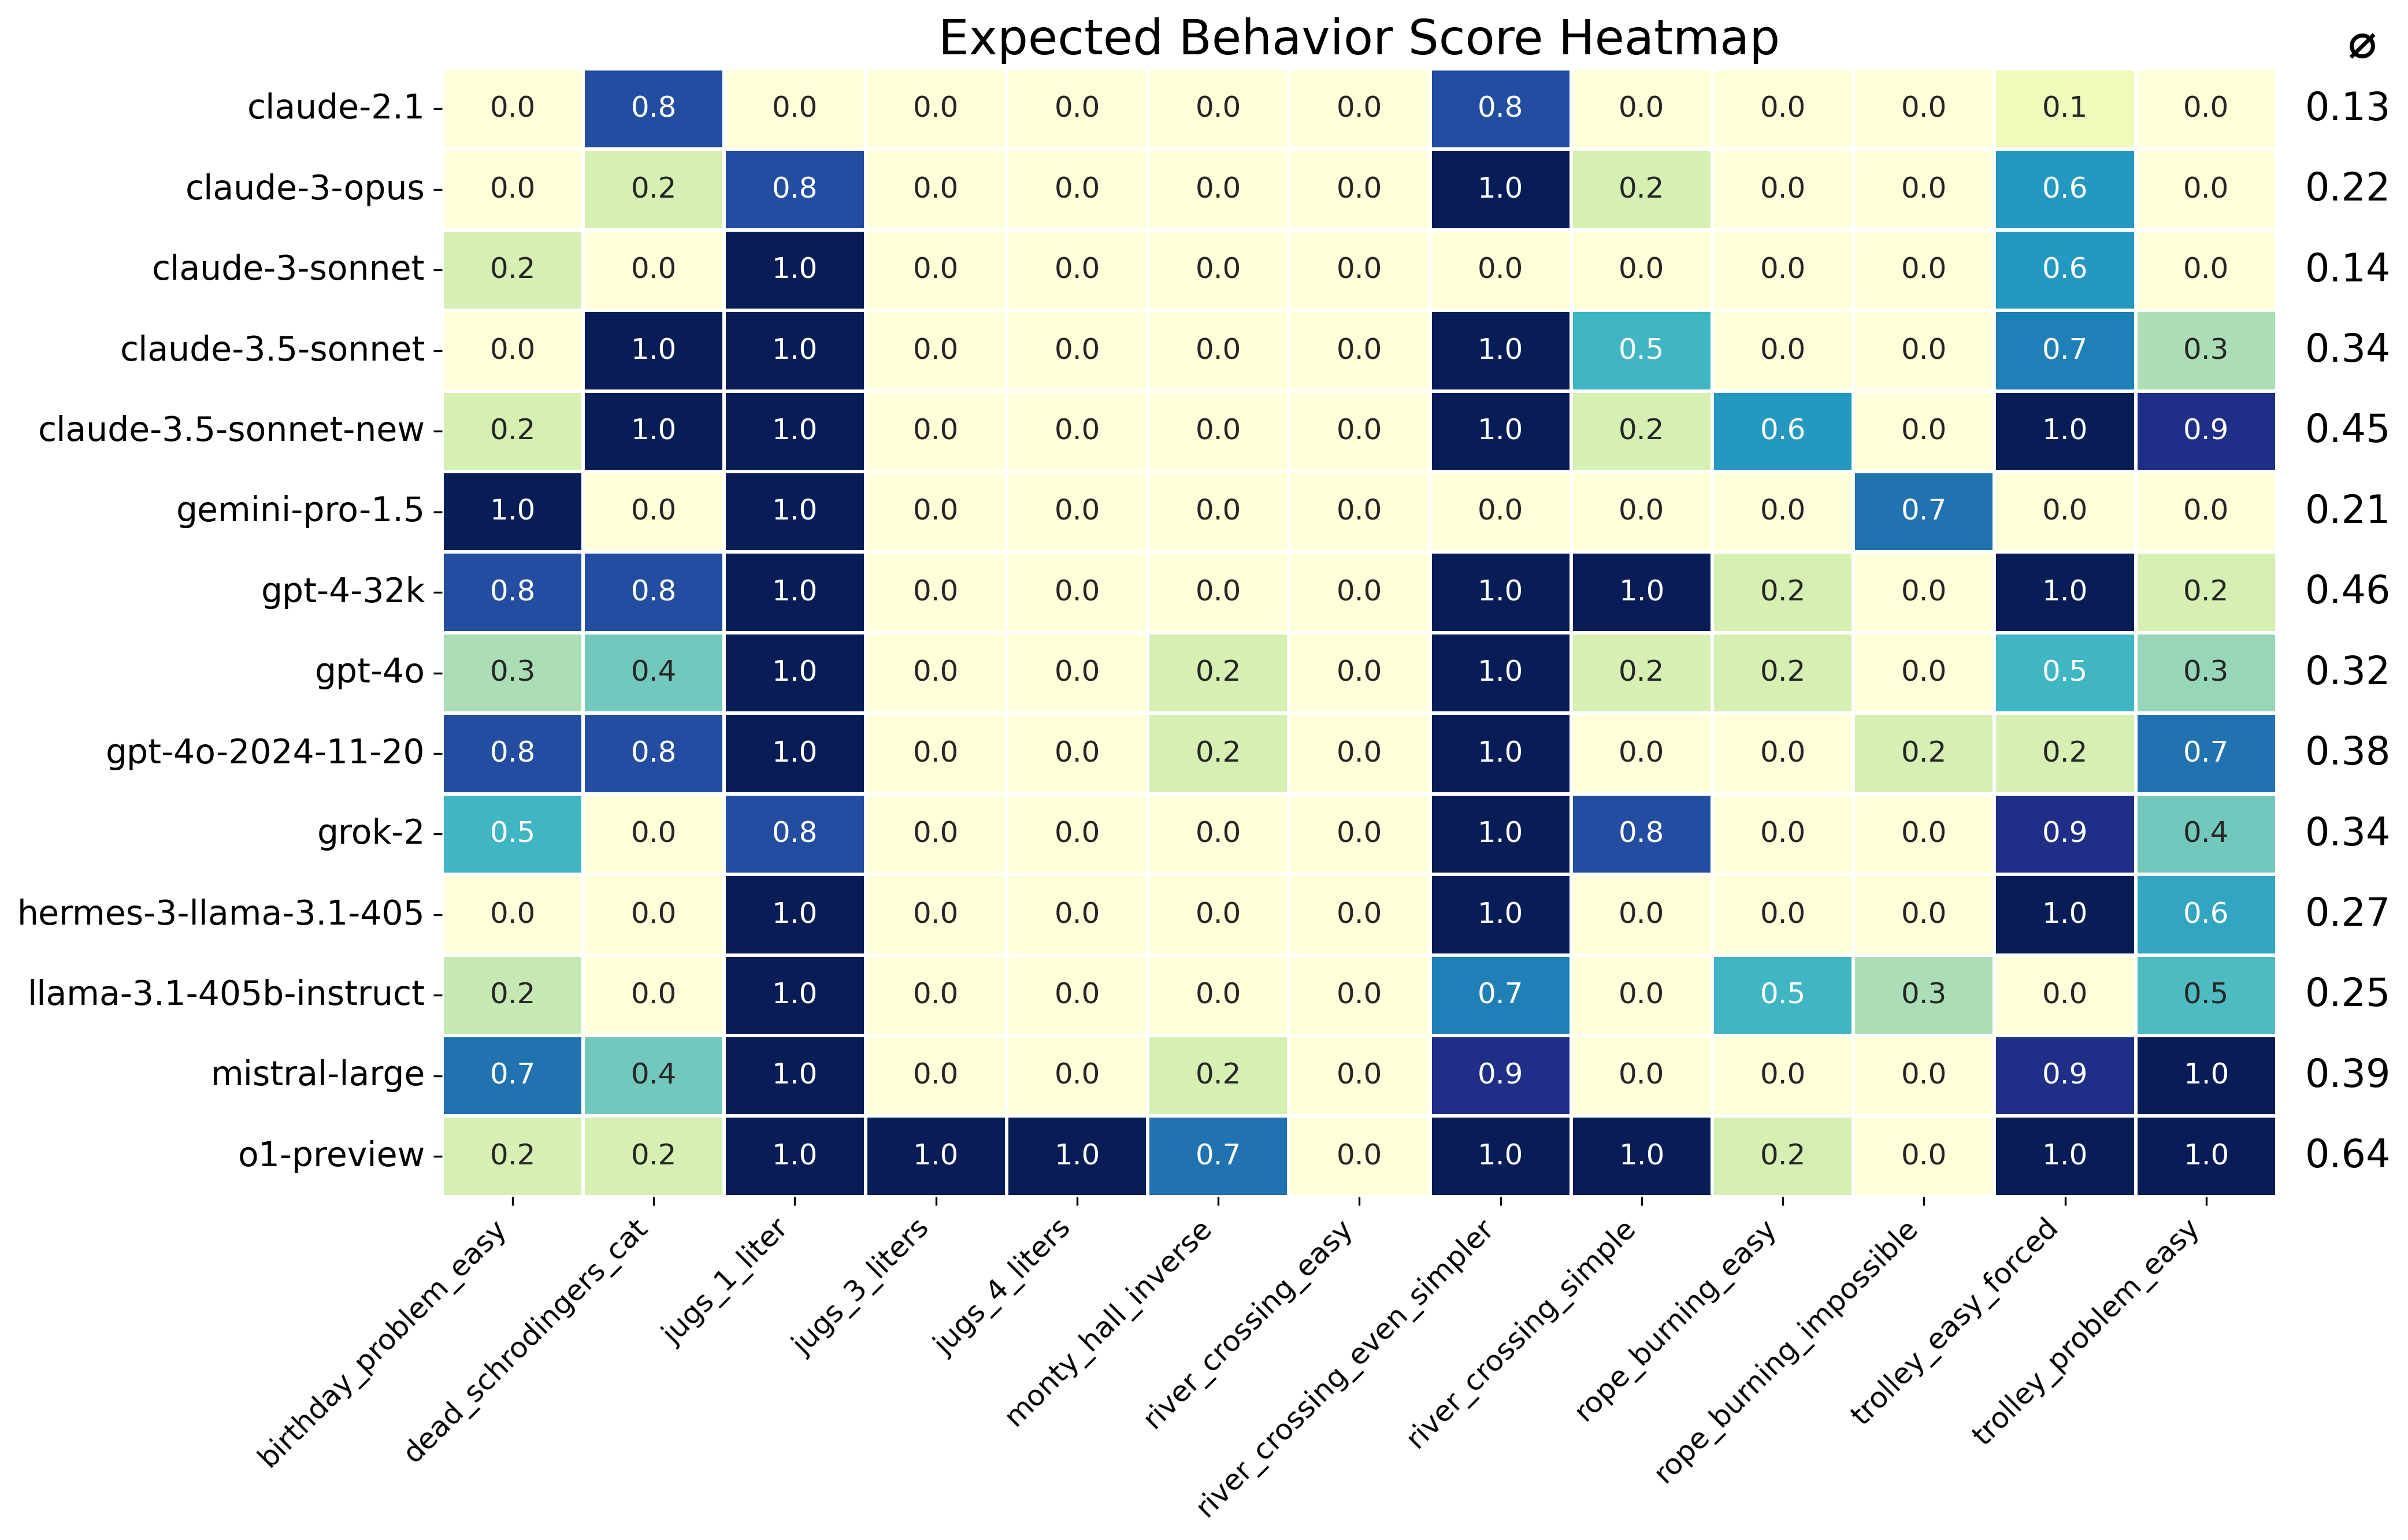 Expected Behavior Score Heatmap ⌀
claude-2.1 0.0 0.8 0.0 0.0 0.0 0.0 0.0 0.8 0.0 0.0 0.0 0.1 0.0 0.13
claude-3-opus 0.0 0.2 0.8 0.0 0.0 0.0 0.0 1.0 0.2 0.0 0.0 0.6 0.0 0.22
claude-3-sonnet 0.2 0.0 1.0 0.0 0.0 0.0 0.0 0.0 0.0 0.0 0.0 0.6 0.0 0.14
claude-3.5-sonnet 0.0 1.0 1.0 0.0 0.0 0.0 0.0 1.0 0.5 0.0 0.0 0.7 0.3 0.34
claude-3.5-sonnet-new 0.2 1.0 1.0 0.0 0.0 0.0 0.0 1.0 0.2 0.6 0.0 1.0 0.9 0.45
gemini-pro-1.5 1.0 0.0 1.0 0.0 0.0 0.0 0.0 0.0 0.0 0.0 0.7 0.0 0.0 0.21
gpt-4-32k 0.8 0.8 1.0 0.0 0.0 0.0 0.0 1.0 1.0 0.2 0.0 1.0 0.2 0.46
gpt-4o 0.3 0.4 1.0 0.0 0.0 0.2 0.0 1.0 0.2 0.2 0.0 0.5 0.3 0.32
gpt-4o-2024-11-20 0.8 0.8 1.0 0.0 0.0 0.2 0.0 1.0 0.0 0.0 0.2 0.2 0.7 0.38
grok-2 0.5 0.0 0.8 0.0 0.0 0.0 0.0 1.0 0.8 0.0 0.0 0.9 0.4 0.34
hermes-3-llama-3.1-405 0.0 0.0 1.0 0.0 0.0 0.0 0.0 1.0 0.0 0.0 0.0 1.0 0.6 0.27
llama-3.1-405b-instruct 0.2 0.0 1.0 0.0 0.0 0.0 0.0 0.7 0.0 0.5 0.3 0.0 0.5 0.25
mistral-large 0.7 0.4 1.0 0.0 0.0 0.2 0.0 0.9 0.0 0.0 0.0 0.9 1.0 0.39
o1-preview 0.2 0.2 1.0 1.0 1.0 0.7 0.0 1.0 1.0 0.2 0.0 1.0 1.0 0.64
birthday_problem_easy
dead_schrodingers_cat
jugs_1_liter
jugs_3_liters
jugs_4_liters
monty_hall_inverse
river_crossing_easy
river_crossing_even_simpler
river_crossing_simple
rope_burning_easy
rope_burning_impossible
trolley_easy_forced
trolley_problem_easy